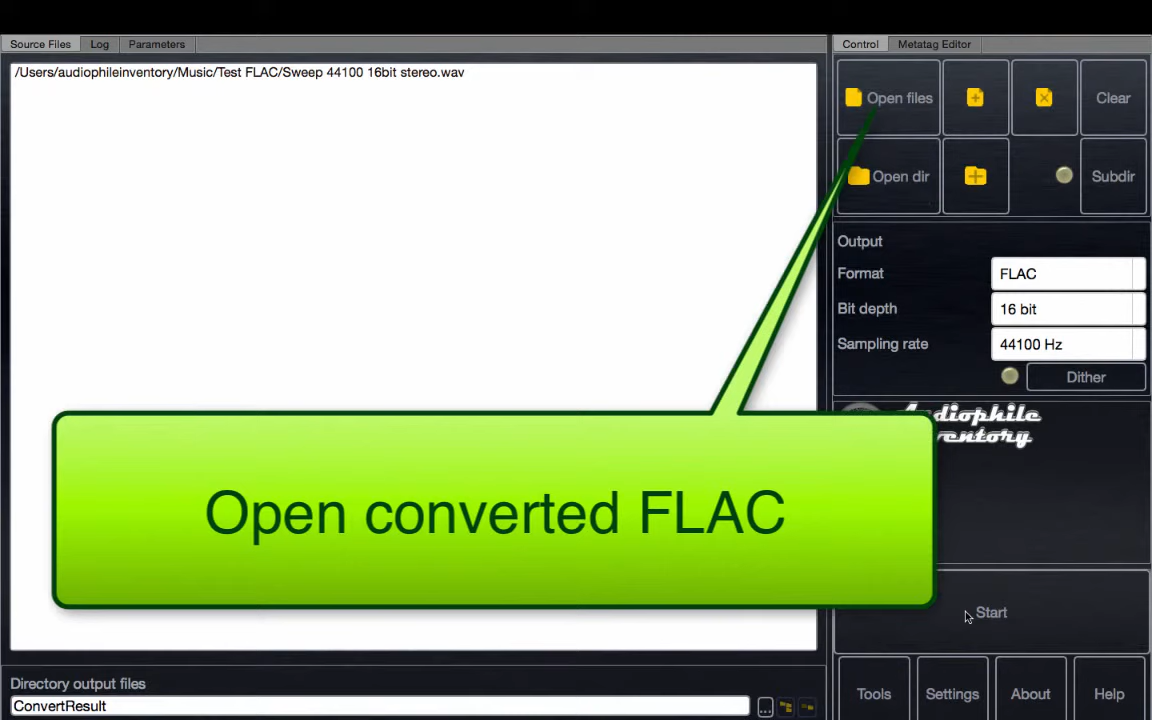 Source Files
Log
Parameters
Control
Metatag Editor
/Users/audiophileinventory/Music/Test FLAC/Sweep 44100 16bit stereo.wav
Open files
Clear
Open dir
Subdir
Output
Format
FLAC
Bit depth
16 bit
Sampling rate
44100 Hz
Dither
Open converted FLAC
Start
Directory output files
ConvertResult
...
Tools
Settings
About
Help